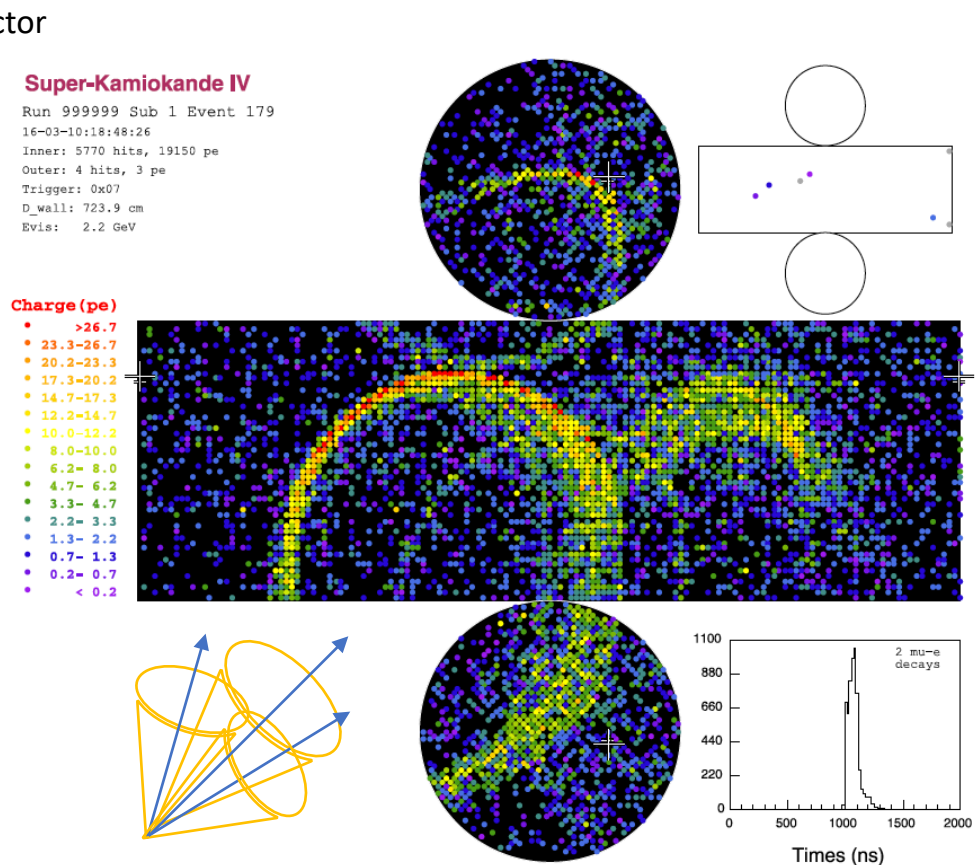 ctor
Super-Kamiokande IV
Run 999999 Sub 1 Event 179
16-03-10:18:48:26
Inner: 5770 hits, 19150 pe
Outer: 4 hits, 3 pe
Trigger: 0x07
D_wall: 723.9 cm
Evis: 2.2 GeV
Charge(pe)
>26.7
23.3-26.7
20.2-23.3
17.3-20.2
14.7-17.3
12.2-14.7
10.0-12.2
8.0-10.0
6.2- 8.0
4.7- 6.2
3.3- 4.7
2.2- 3.3
1.3- 2.2
0.7- 1.3
0.2- 0.7
< 0.2
2 mu-e
decays
1100
880
660
440
220
0
0 500 1000 1500 2000
Times (ns)